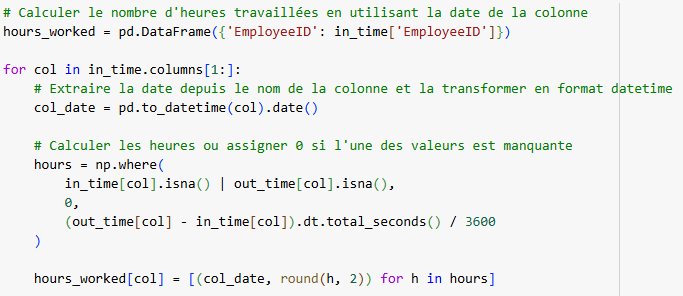 # Calculer le nombre d'heures travaillées en utilisant la date de la colonne
hours_worked = pd.DataFrame({'EmployeeID': in_time['EmployeeID']})
for col in in_time.columns[1:]:
# Extraire la date depuis le nom de la colonne et la transformer en format datetime
col_date = pd.to_datetime(col).date()
# Calculer les heures ou assigner 0 si l'une des valeurs est manquante
hours = np.where(
in_time[col].isna() | out_time[col].isna(),
0,
(out_time[col] - in_time[col]).dt.total_seconds() / 3600
)
hours_worked[col] = [(col_date, round(h, 2)) for h in hours]